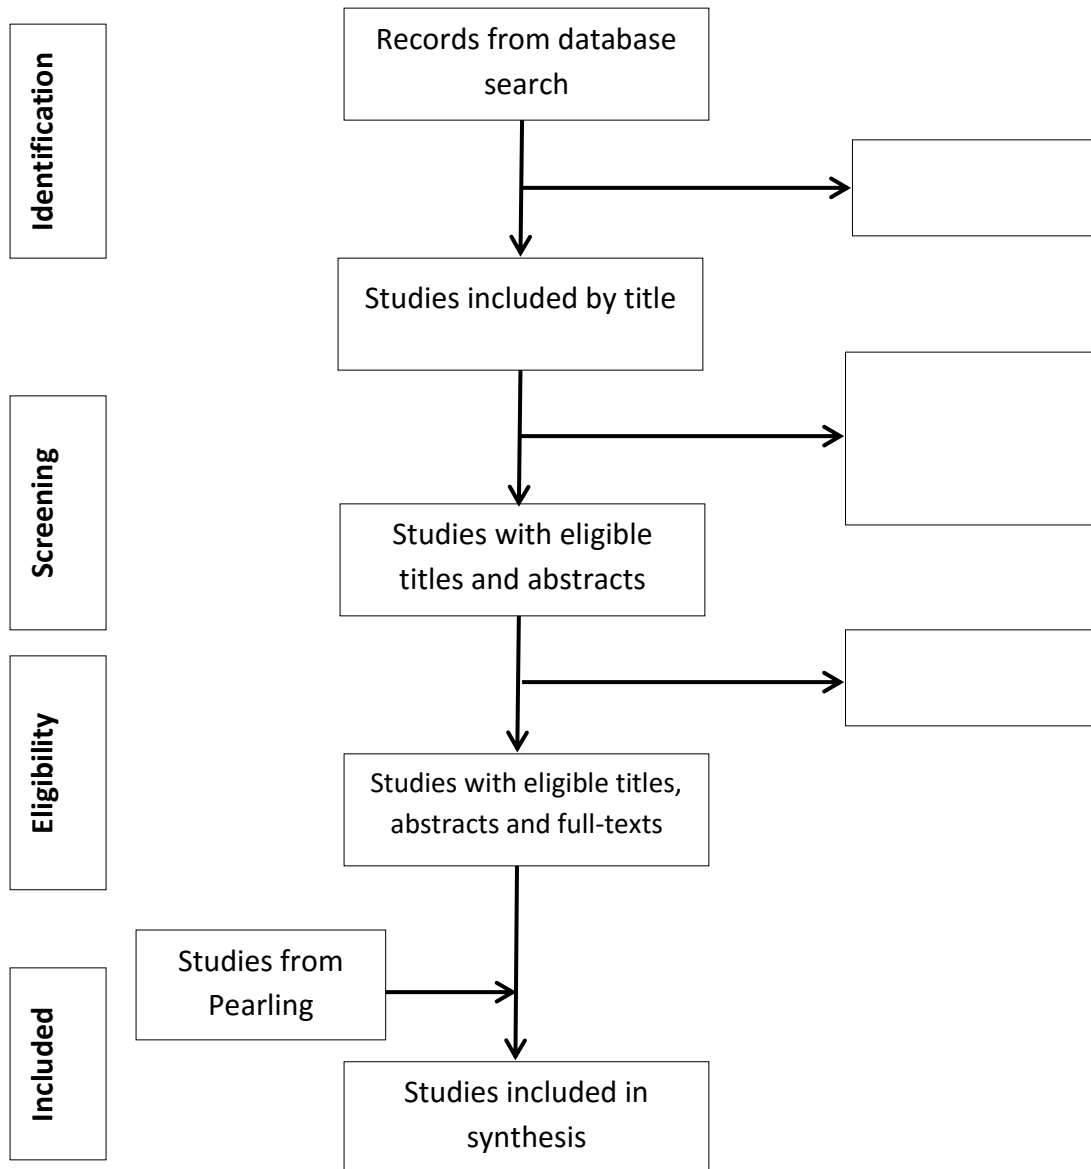 Identification
Records from database
search
Studies included by title
Screening
Studies with eligible
titles and abstracts
Eligibility
Studies with eligible titles,
abstracts and full-texts
Included
Studies from
Pearling
Studies included in
synthesis